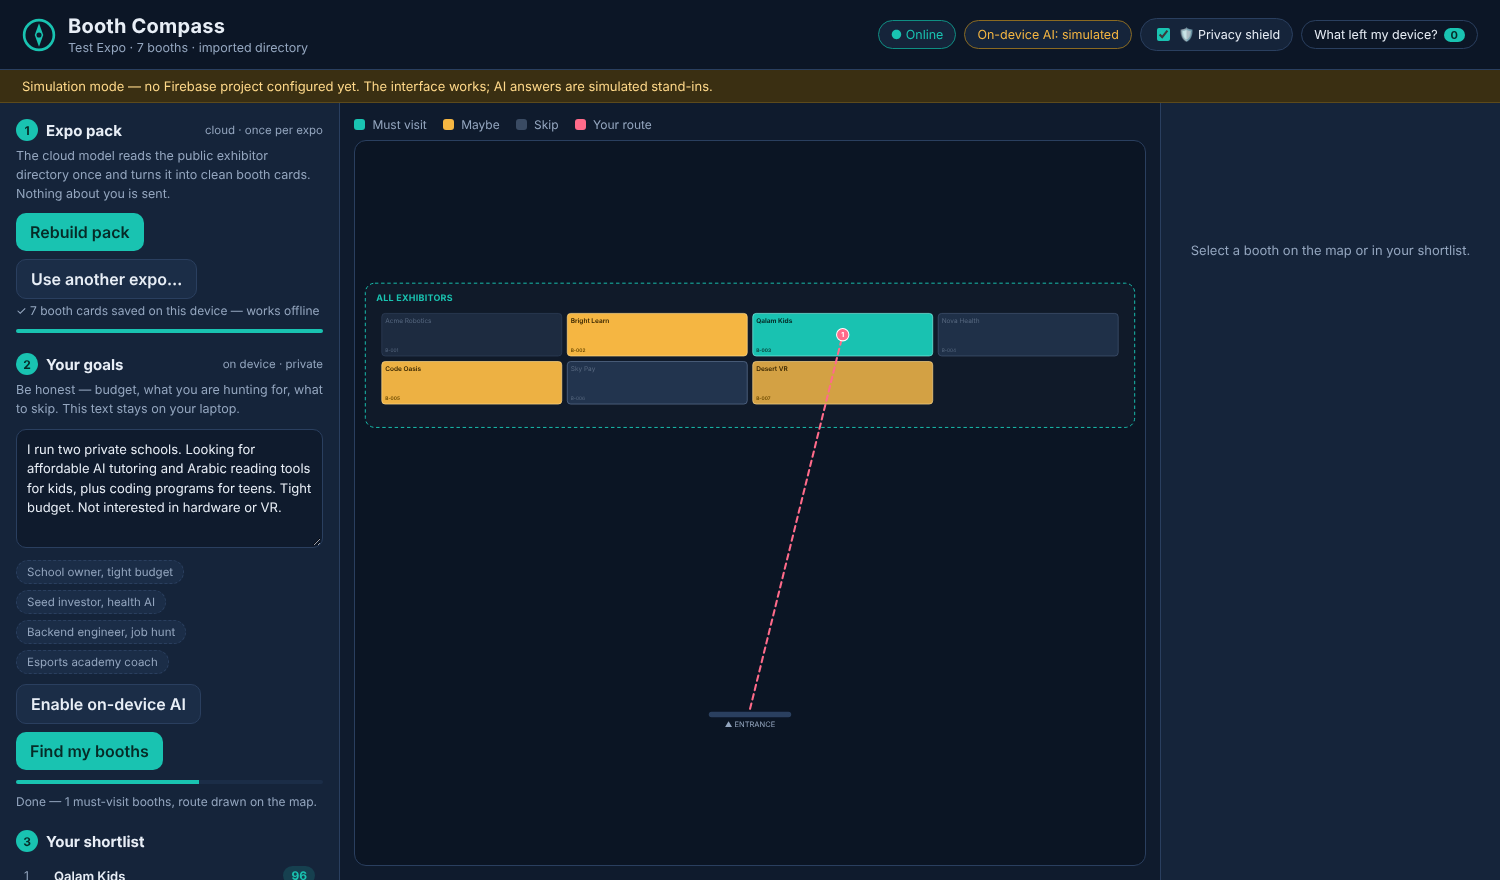 Booth Compass
Test Expo · 7 booths · imported directory
Online
On-device AI: simulated
Privacy shield
What left my device? 0
Simulation mode — no Firebase project configured yet. The interface works; AI answers are simulated stand-ins.
1 Expo pack
cloud · once per expo
The cloud model reads the public exhibitor
directory once and turns it into clean booth cards.
Nothing about you is sent.
Rebuild pack
Use another expo...
✓ 7 booth cards saved on this device — works offline
2 Your goals
on device · private
Be honest — budget, what you are hunting for, what
to skip. This text stays on your laptop.
I run two private schools. Looking for
affordable AI tutoring and Arabic reading tools
for kids, plus coding programs for teens. Tight
budget. Not interested in hardware or VR.
School owner, tight budget
Seed investor, health AI
Backend engineer, job hunt
Esports academy coach
Enable on-device AI
Find my booths
Done — 1 must-visit booths, route drawn on the map.
3 Your shortlist
1 Qalam Kids 96
Must visit
Maybe
Skip
Your route
ALL EXHIBITORS
Acme Robotics
B-001
Bright Learn
B-002
Qalam Kids
1
B-003
Nova Health
B-004
Code Oasis
B-005
Sky Pay
B-006
Desert VR
B-007
▲ ENTRANCE
Select a booth on the map or in your shortlist.